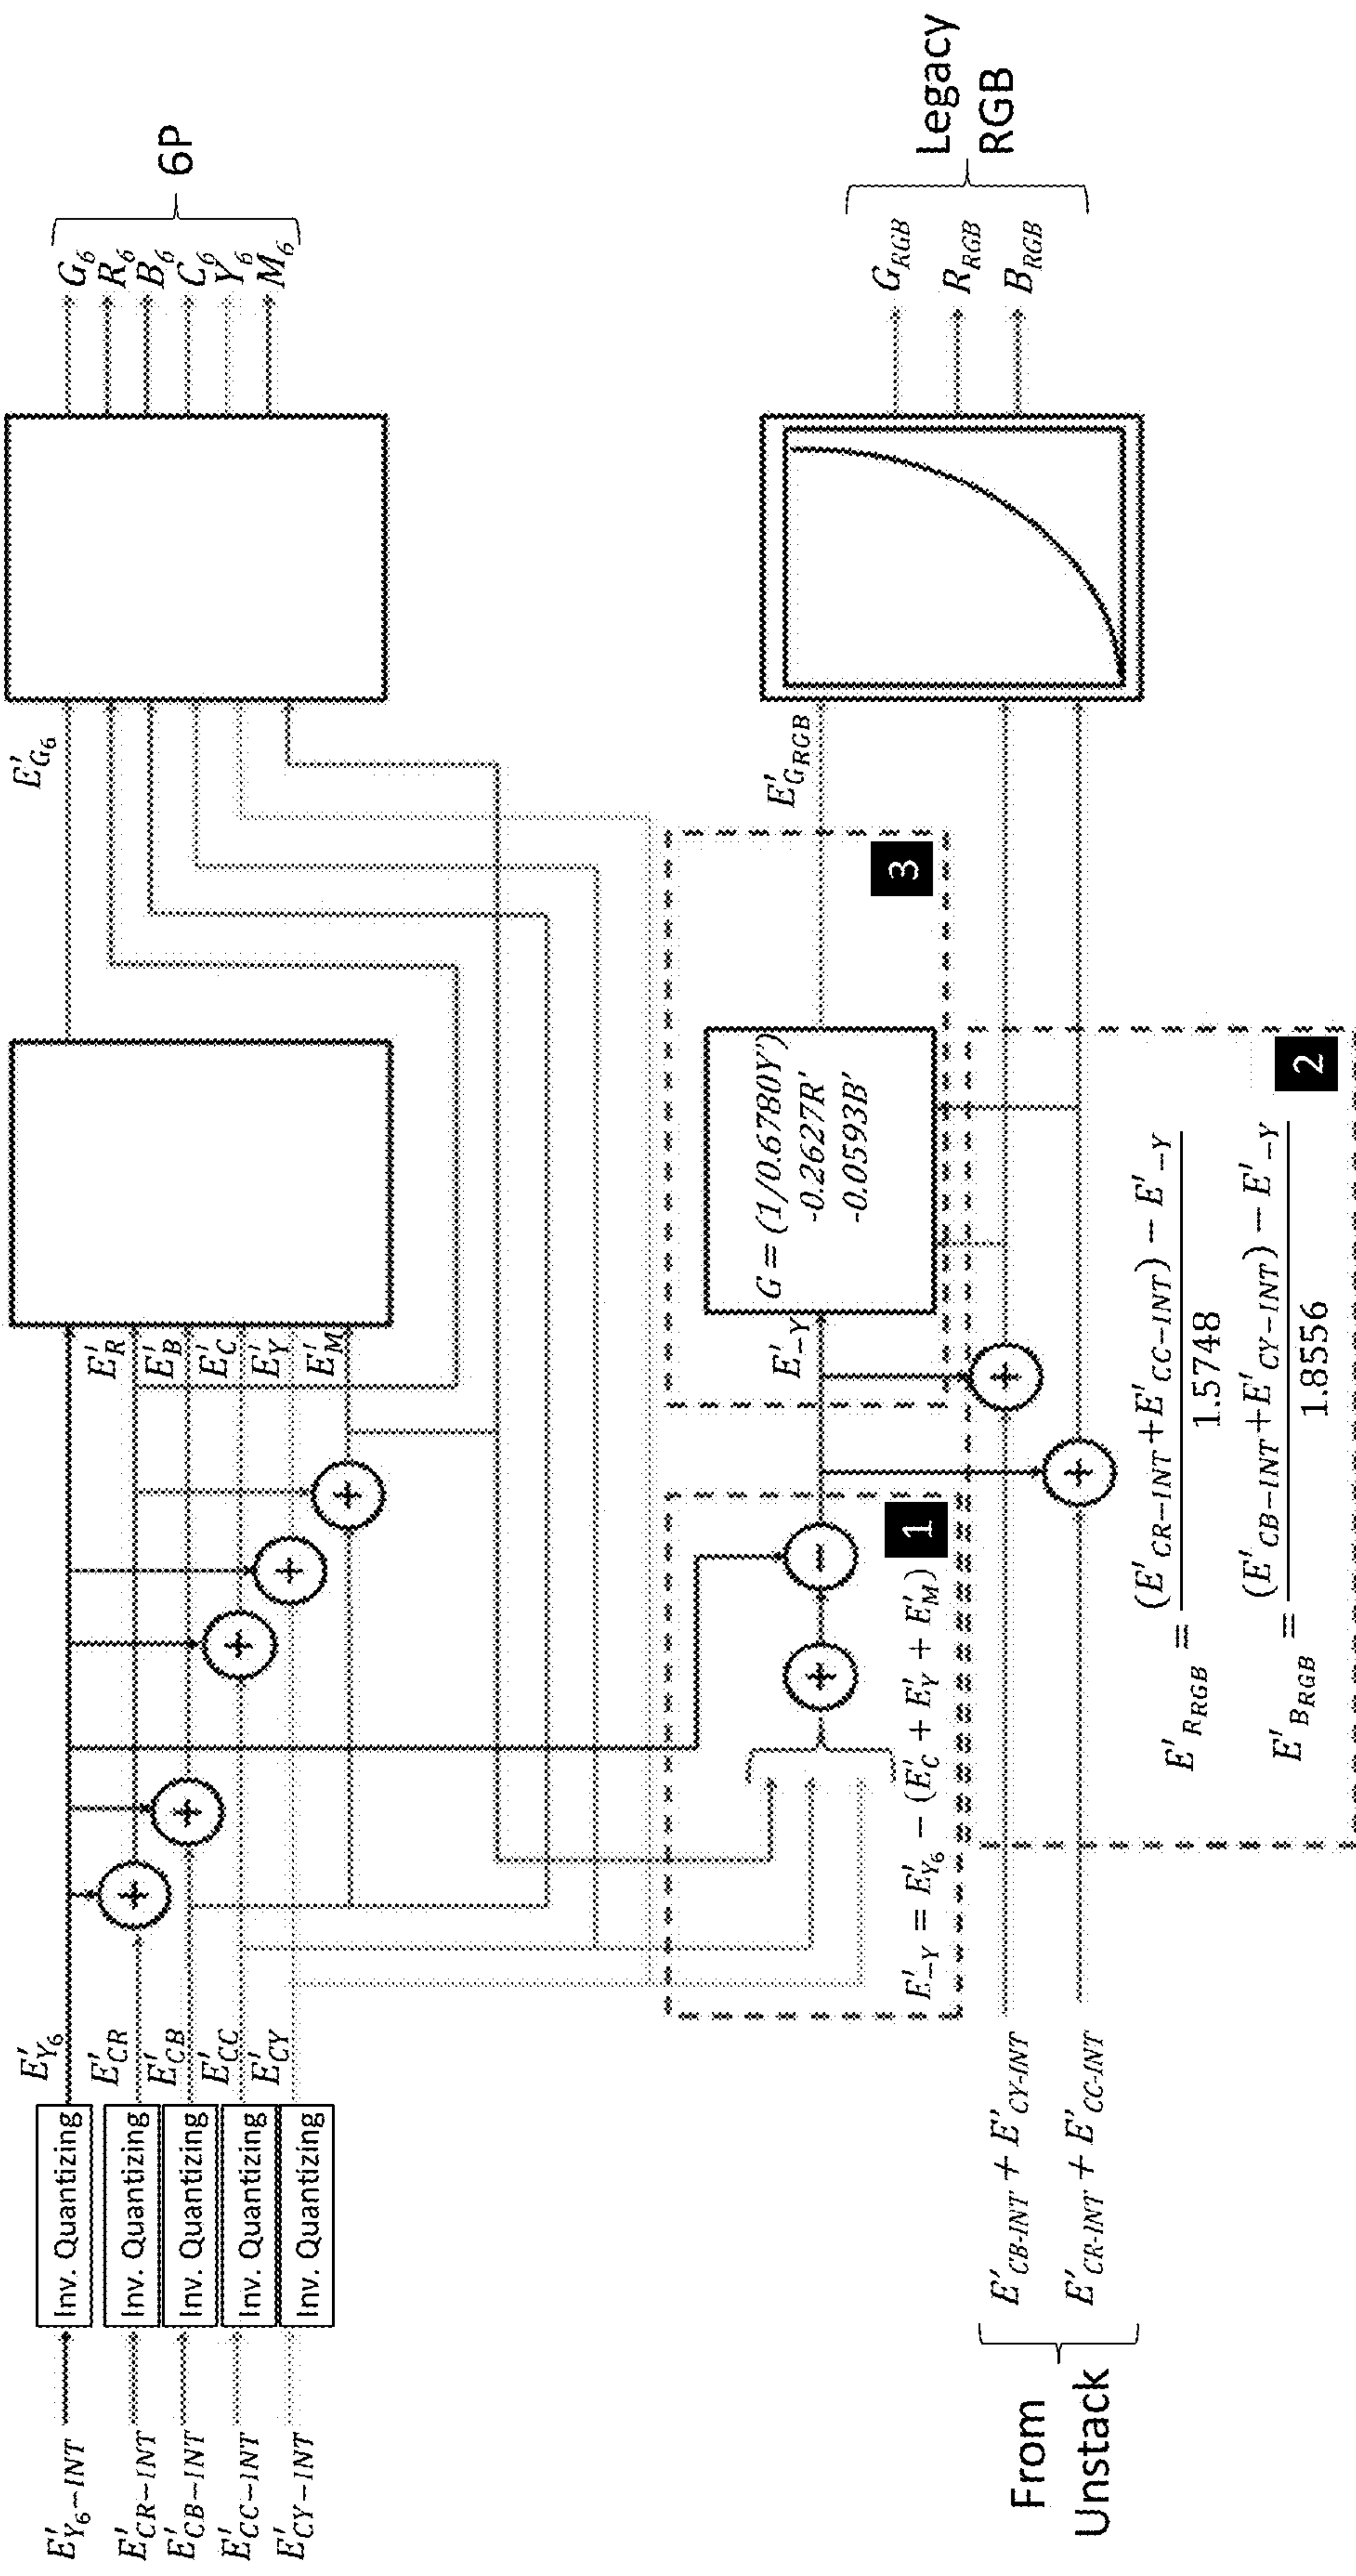 E'Y6−INT
E'CR−INT
E'CB−INT
E'CC−INT
E'CY−INT
Inv. Quantizing
Inv. Quantizing
Inv. Quantizing
Inv. Quantizing
Inv. Quantizing
E'Y6
E'CR
E'CB
E'CC
E'CY
+
+
+
+
+
E'R
E'B
E'C
E'Y
E'M
E'G6
G6
R6
B6
C6
Y6
M6
6P
+
−
E'−Y = E'Y6 − (E'C + E'Y + E'M)
1
E'−Y
G = (1/0.6780Y')
-0.2627R'
-0.0593B'
3
E'GRGB
GRGB
RRGB
BRGB
Legacy
RGB
From
Unstack
E'CB-INT + E'CY-INT
E'CR-INT + E'CC-INT
+
+
E'RRGB = (E'CR−INT+E'CC−INT) − E'−Y
1.5748
E'BRGB = (E'CB−INT+E'CY−INT) − E'−Y
1.8556
2